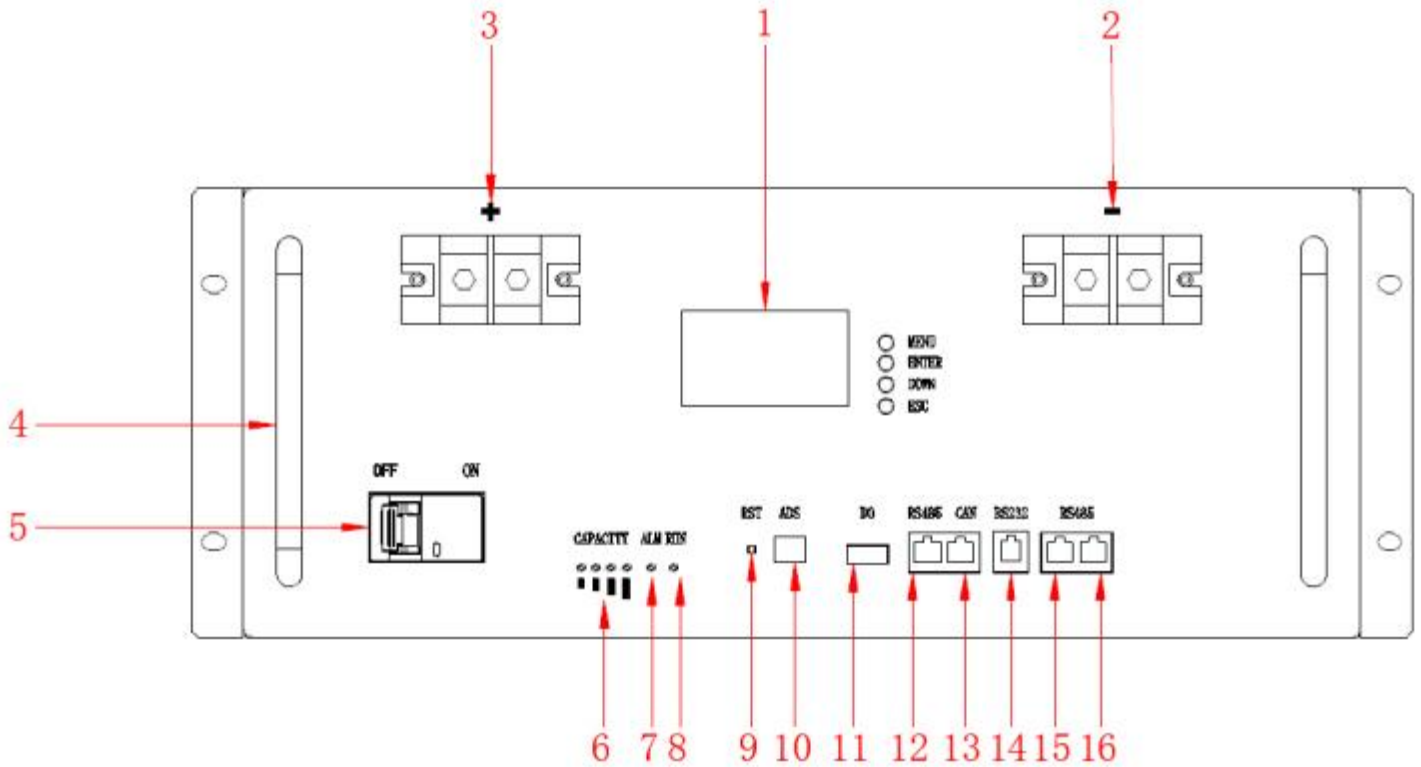 3 1 2
+ -
MENU
ENTER
DOWN
ESC
4
OFF ON
5
RST ADS DO RS485 CAN RS232 RS485
CAPACITY ALM RUN
6 7 8 9 10 11 12 13 14 15 16